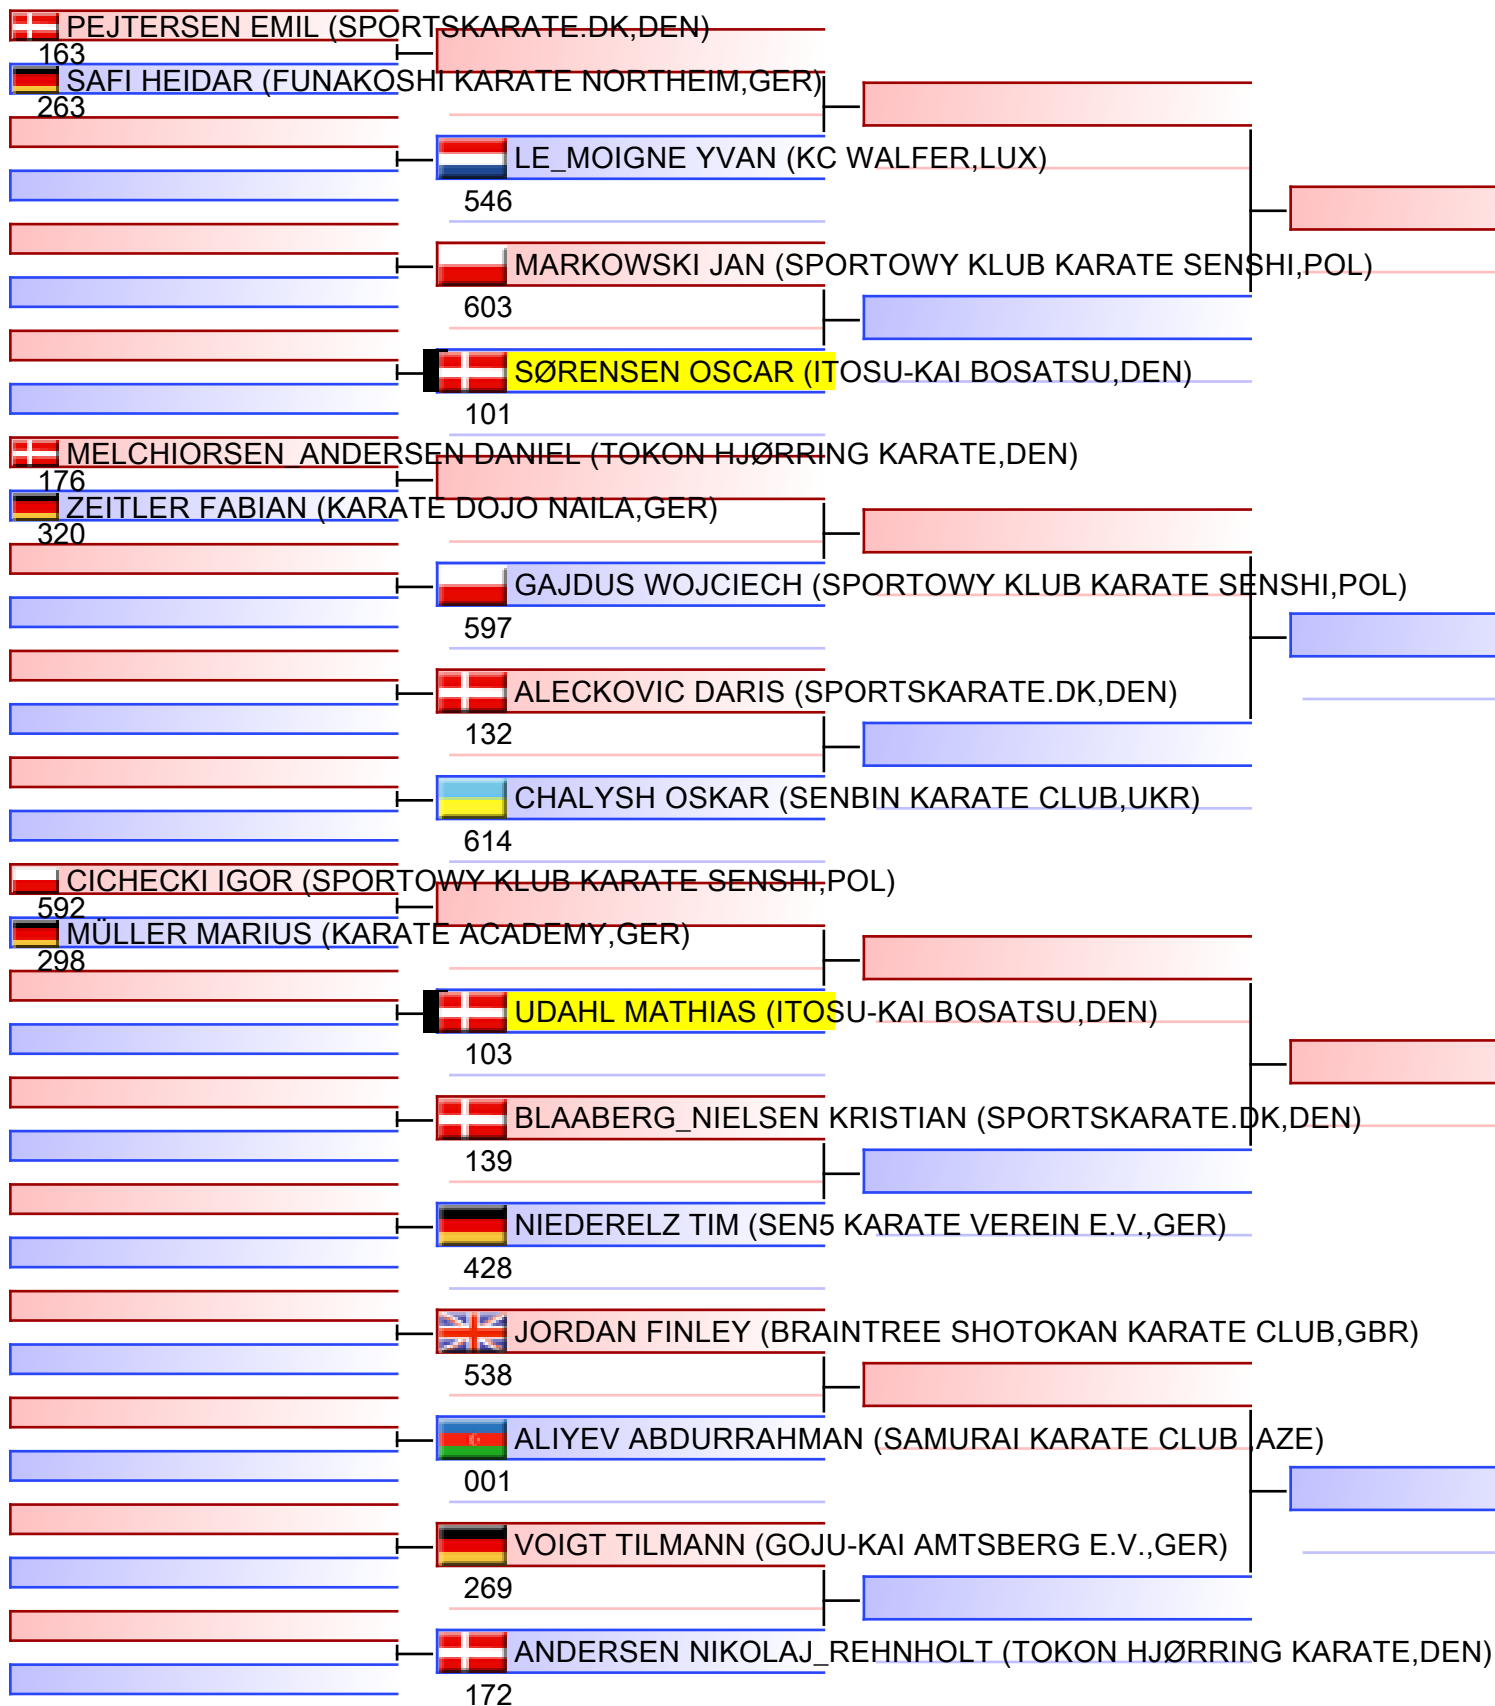 PEJTERSEN EMIL (SPORTSKARATE.DK,DEN)
163
SAFI HEIDAR (FUNAKOSHI KARATE NORTHEIM,GER)
263
LE_MOIGNE YVAN (KC WALFER,LUX)
546
MARKOWSKI JAN (SPORTOWY KLUB KARATE SENSHI,POL)
603
SØRENSEN OSCAR (ITOSU-KAI BOSATSU,DEN)
101
MELCHIORSEN_ANDERSEN DANIEL (TOKON HJØRRING KARATE,DEN)
176
ZEITLER FABIAN (KARATE DOJO NAILA,GER)
320
GAJDUS WOJCIECH (SPORTOWY KLUB KARATE SENSHI,POL)
597
ALECKOVIC DARIS (SPORTSKARATE.DK,DEN)
132
CHALYSH OSKAR (SENBIN KARATE CLUB,UKR)
614
CICHECKI IGOR (SPORTOWY KLUB KARATE SENSHI,POL)
592
MÜLLER MARIUS (KARATE ACADEMY,GER)
298
UDAHL MATHIAS (ITOSU-KAI BOSATSU,DEN)
103
BLAABERG_NIELSEN KRISTIAN (SPORTSKARATE.DK,DEN)
139
NIEDERELZ TIM (SEN5 KARATE VEREIN E.V.,GER)
428
JORDAN FINLEY (BRAINTREE SHOTOKAN KARATE CLUB,GBR)
538
ALIYEV ABDURRAHMAN (SAMURAI KARATE CLUB ,AZE)
001
VOIGT TILMANN (GOJU-KAI AMTSBERG E.V.,GER)
269
ANDERSEN NIKOLAJ_REHNHOLT (TOKON HJØRRING KARATE,DEN)
172